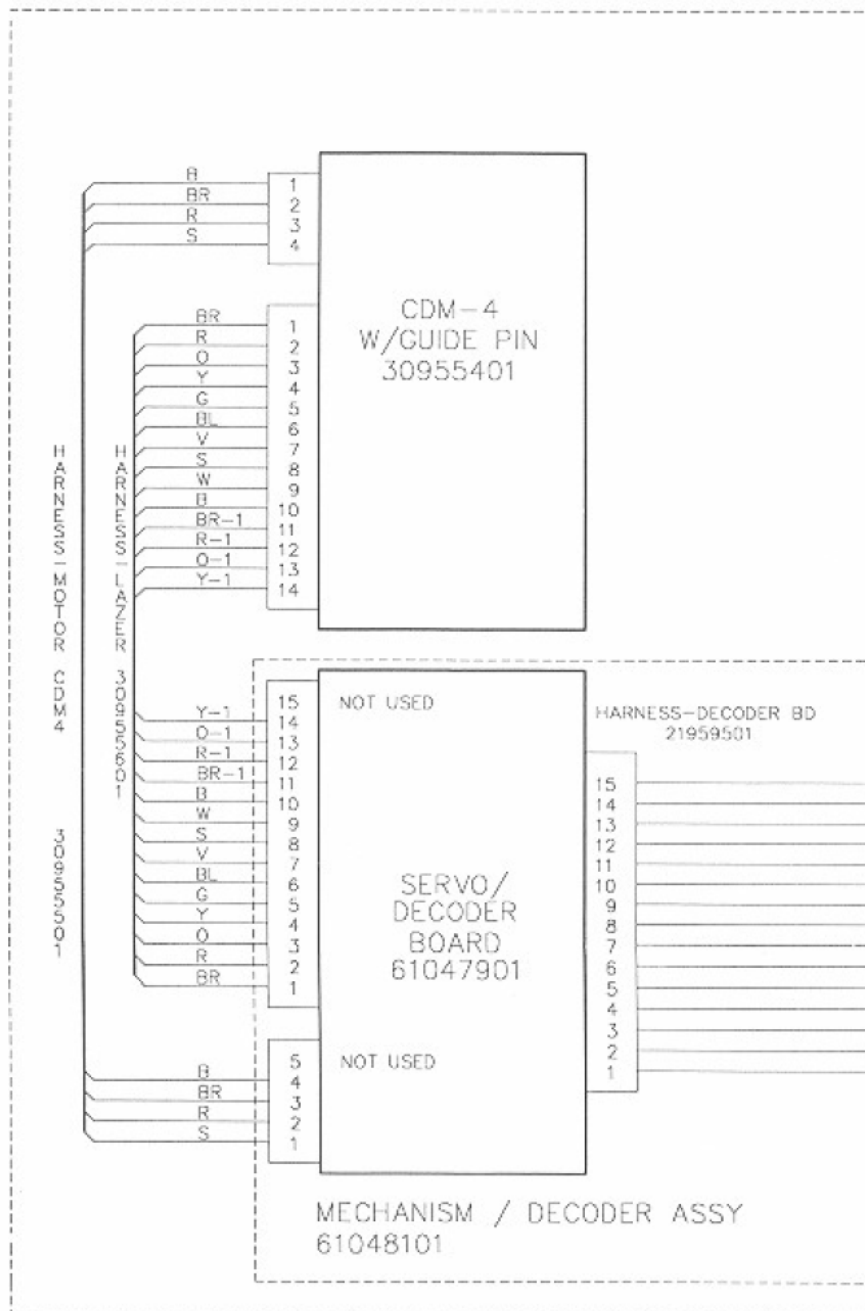 B
BR
R
S
1
2
3
4
CDM-4
W/GUIDE PIN
30955401
BR
R
O
Y
G
BL
V
S
W
B
BR-1
R-1
O-1
Y-1
1
2
3
4
5
6
7
8
9
10
11
12
13
14
HARNESS-MOTOR CDM4 30955501
HARNESS-LAZER 30955601
Y-1
O-1
R-1
BR-1
B
W
S
V
BL
G
Y
O
R
BR
15
14
13
12
11
10
9
8
7
6
5
4
3
2
1
NOT USED
SERVO/
DECODER
BOARD
61047901
HARNESS-DECODER BD
21959501
15
14
13
12
11
10
9
8
7
6
5
4
3
2
1
B
BR
R
S
5
4
3
2
1
NOT USED
MECHANISM / DECODER ASSY
61048101